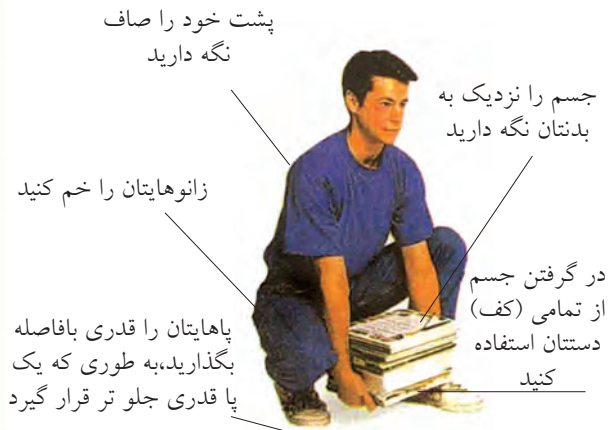 پشت خود را صاف
نگه دارید
جسم را نزدیک به
بدنتان نگه دارید
زانوهایتان را خم کنید
در گرفتن جسم
از تمامی (کف)
دستتان استفاده
کنید
پاهایتان را قدری بافاصله
بگذارید،به طوری که یک
پا قدری جلو تر قرار گیرد